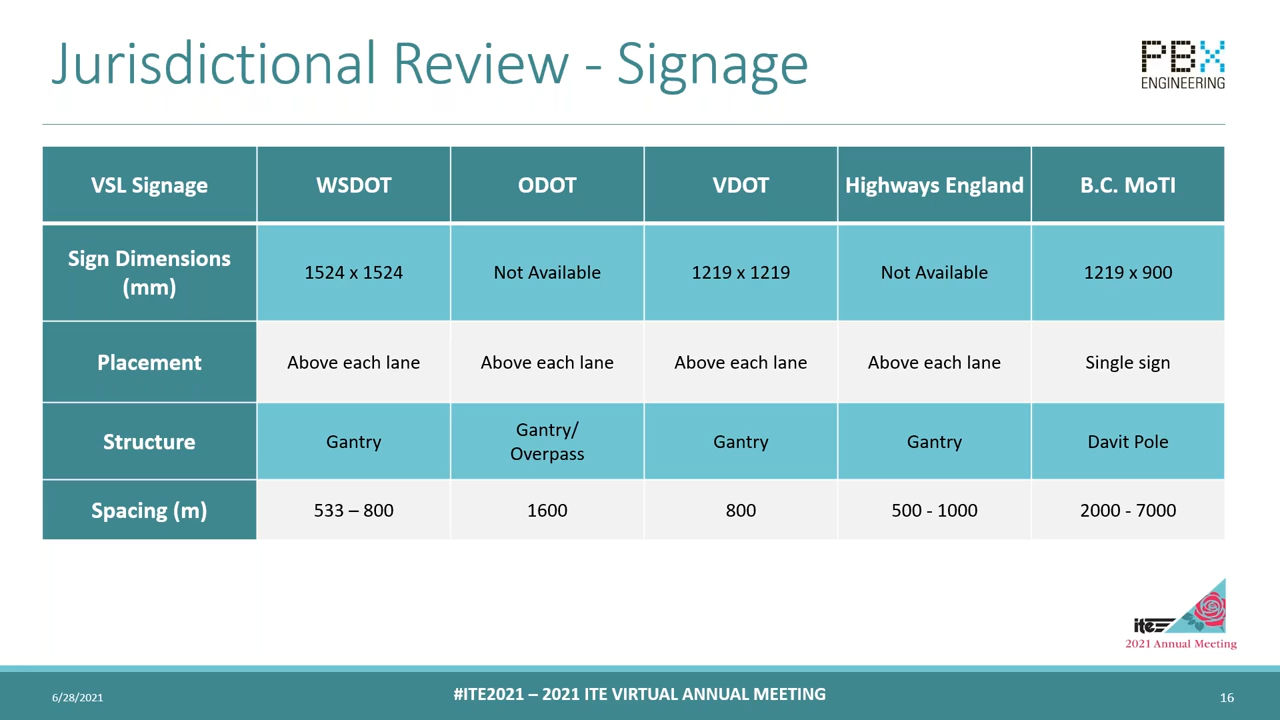 Jurisdictional Review - Signage
PBX
ENGINEERING
VSL Signage WSDOT ODOT VDOT Highways England B.C. MoTI
Sign Dimensions
(mm)
1524 x 1524 Not Available 1219 x 1219 Not Available 1219 x 900
Placement Above each lane Above each lane Above each lane Above each lane Single sign
Structure Gantry Gantry/
Overpass
Gantry Gantry Davit Pole
Spacing (m) 533 – 800 1600 800 500 - 1000 2000 - 7000
ite
2021 Annual Meeting
6/28/2021
#ITE2021 – 2021 ITE VIRTUAL ANNUAL MEETING
16